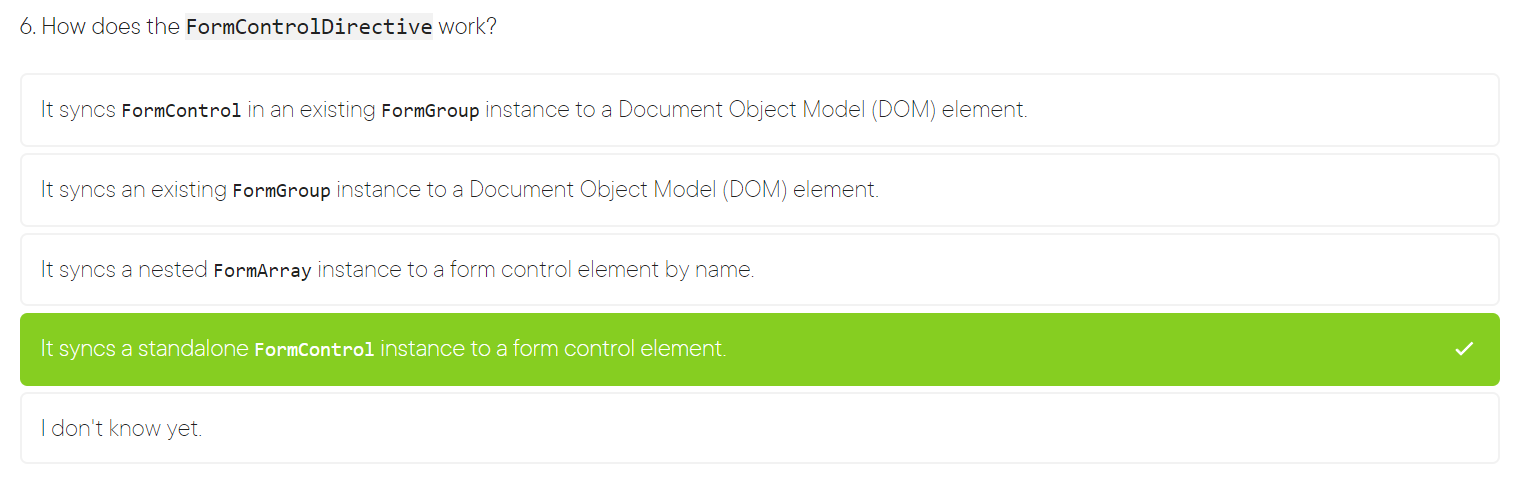 6. How does the FormControlDirective work?
It syncs FormControl in an existing FormGroup instance to a Document Object Model (DOM) element.
It syncs an existing FormGroup instance to a Document Object Model (DOM) element.
It syncs a nested FormArray instance to a form control element by name.
It syncs a standalone FormControl instance to a form control element.
I don't know yet.